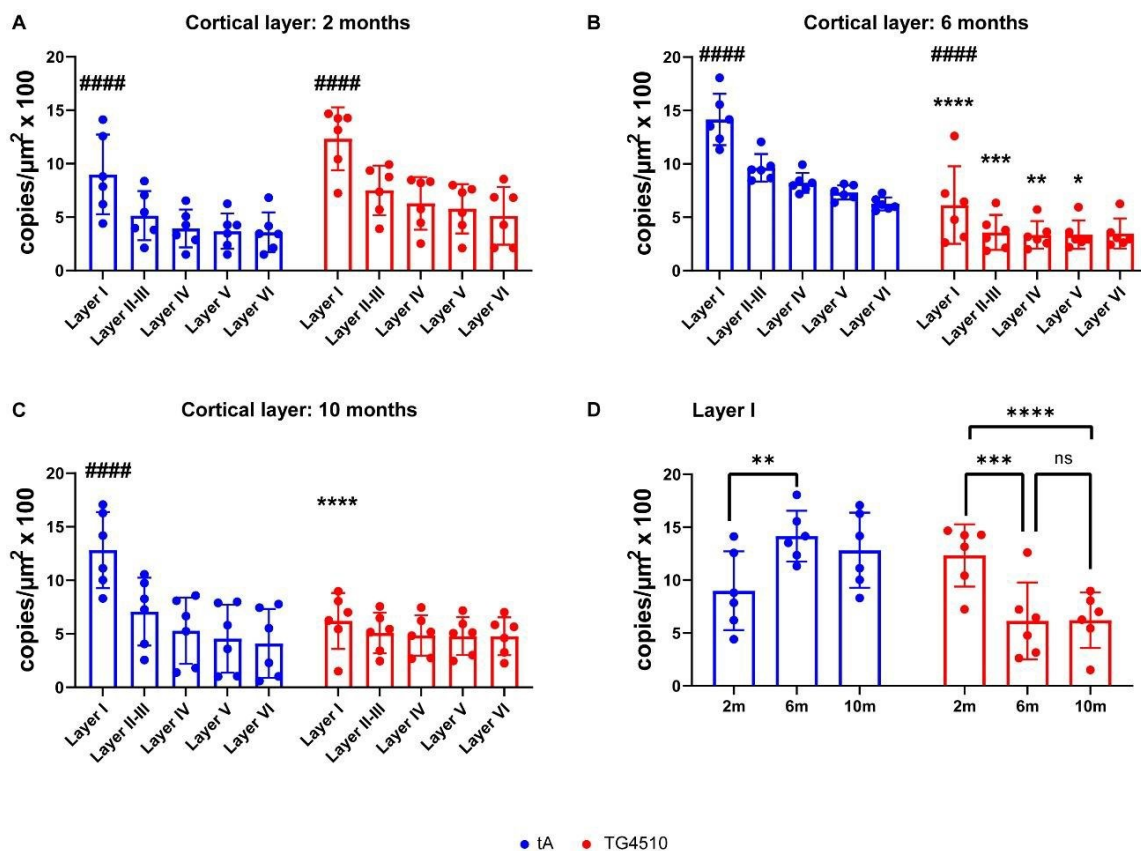 A
Cortical layer: 2 months
copies/µm² x 100
20
15
10
5
0
####
####
Layer I
Layer II-III
Layer IV
Layer V
Layer VI
Layer I
Layer II-III
Layer IV
Layer V
Layer VI
B
Cortical layer: 6 months
copies/µm² x 100
20
15
10
5
0
####
####
****
***
**
*
Layer I
Layer II-III
Layer IV
Layer V
Layer VI
Layer I
Layer II-III
Layer IV
Layer V
Layer VI
C
Cortical layer: 10 months
copies/µm² x 100
20
15
10
5
0
####
****
Layer I
Layer II-III
Layer IV
Layer V
Layer VI
Layer I
Layer II-III
Layer IV
Layer V
Layer VI
D
Layer I
copies/µm² x 100
20
15
10
5
0
**
****
***
ns
2m
6m
10m
2m
6m
10m
tA
TG4510